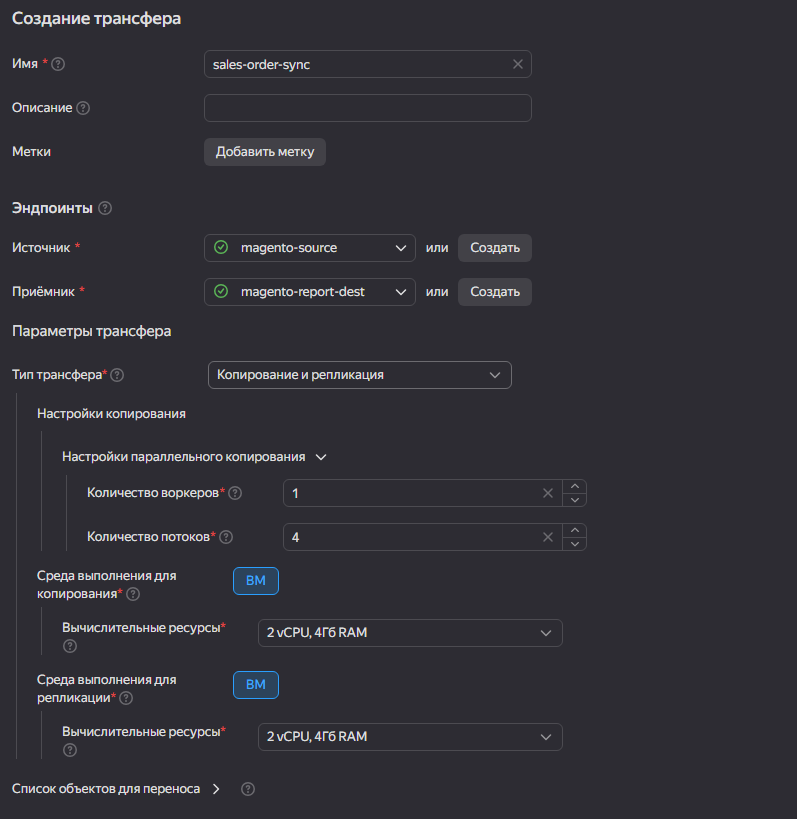 Создание трансфера
Имя * ?
sales-order-sync
Описание ?
Метки
Добавить метку
Эндпоинты ?
Источник *
magento-source
или
Создать
Приёмник *
magento-report-dest
или
Создать
Параметры трансфера
Тип трансфера* ?
Копирование и репликация
Настройки копирования
Настройки параллельного копирования
Количество воркеров* ?
1
Количество потоков* ?
4
Среда выполнения для
копирования* ?
ВМ
Вычислительные ресурсы*
?
2 vCPU, 4Гб RAM
Среда выполнения для
репликации* ?
ВМ
Вычислительные ресурсы*
?
2 vCPU, 4Гб RAM
Список объектов для переноса ?